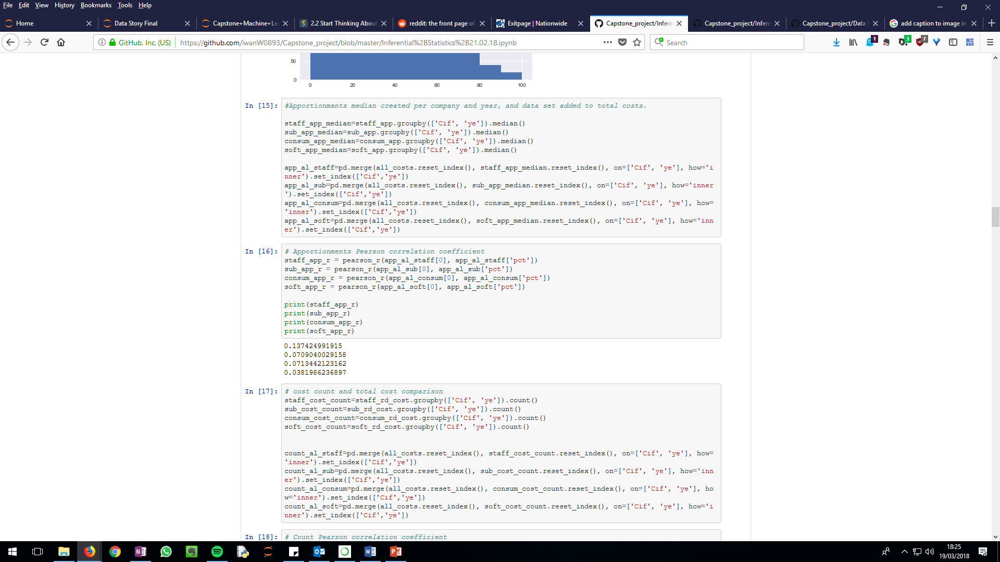 File Edit View History Bookmarks Tools Help
Home
Data Story Final
Capstone+Machine+Le
2.2 Start Thinking About
reddit: the front page of
Exitpage | Nationwide
Capstone_project/Infere
Capstone_project/Infere
Capstone_project/Data S
add caption to image in
GitHub, Inc. (US)
https://github.com/iwanW0893/Capstone_project/blob/master/Inferential%2BStatistics%2B21.02.18.ipynb
Search
1
3
7
50
0
0 20 40 60 80 100
In [15]:
#Apportionments median created per company and year, and data set added to total costs.
staff_app_median=staff_app.groupby(['Cif', 'ye']).median()
sub_app_median=sub_app.groupby(['Cif', 'ye']).median()
consum_app_median=consum_app.groupby(['Cif', 'ye']).median()
soft_app_median=soft_app.groupby(['Cif', 'ye']).median()
app_al_staff=pd.merge(all_costs.reset_index(), staff_app_median.reset_index(), on=['Cif', 'ye'], how='i
nner').set_index(['Cif','ye'])
app_al_sub=pd.merge(all_costs.reset_index(), sub_app_median.reset_index(), on=['Cif', 'ye'], how='inner
').set_index(['Cif','ye'])
app_al_consum=pd.merge(all_costs.reset_index(), consum_app_median.reset_index(), on=['Cif', 'ye'], how=
'inner').set_index(['Cif','ye'])
app_al_soft=pd.merge(all_costs.reset_index(), soft_app_median.reset_index(), on=['Cif', 'ye'], how='inn
er').set_index(['Cif','ye'])
In [16]:
# Apportionments Pearson correlation coefficient
staff_app_r = pearson_r(app_al_staff[0], app_al_staff['pct'])
sub_app_r = pearson_r(app_al_sub[0], app_al_sub['pct'])
consum_app_r = pearson_r(app_al_consum[0], app_al_consum['pct'])
soft_app_r = pearson_r(app_al_soft[0], app_al_soft['pct'])
print(staff_app_r)
print(sub_app_r)
print(consum_app_r)
print(soft_app_r)
0.137424991915
0.0709040029158
0.0713442123162
0.0381986236897
In [17]:
# cost count and total cost comparison
staff_cost_count=staff_rd_cost.groupby(['Cif', 'ye']).count()
sub_cost_count=sub_rd_cost.groupby(['Cif', 'ye']).count()
consum_cost_count=consum_rd_cost.groupby(['Cif', 'ye']).count()
soft_cost_count=soft_rd_cost.groupby(['Cif', 'ye']).count()
count_al_staff=pd.merge(all_costs.reset_index(), staff_cost_count.reset_index(), on=['Cif', 'ye'], how=
'inner').set_index(['Cif','ye'])
count_al_sub=pd.merge(all_costs.reset_index(), sub_cost_count.reset_index(), on=['Cif', 'ye'], how='inn
er').set_index(['Cif','ye'])
count_al_consum=pd.merge(all_costs.reset_index(), consum_cost_count.reset_index(), on=['Cif', 'ye'], ho
w='inner').set_index(['Cif','ye'])
count_al_soft=pd.merge(all_costs.reset_index(), soft_cost_count.reset_index(), on=['Cif', 'ye'], how='i
nner').set_index(['Cif','ye'])
In [18]:
# Count Pearson correlation coefficient
18:25
19/03/2018